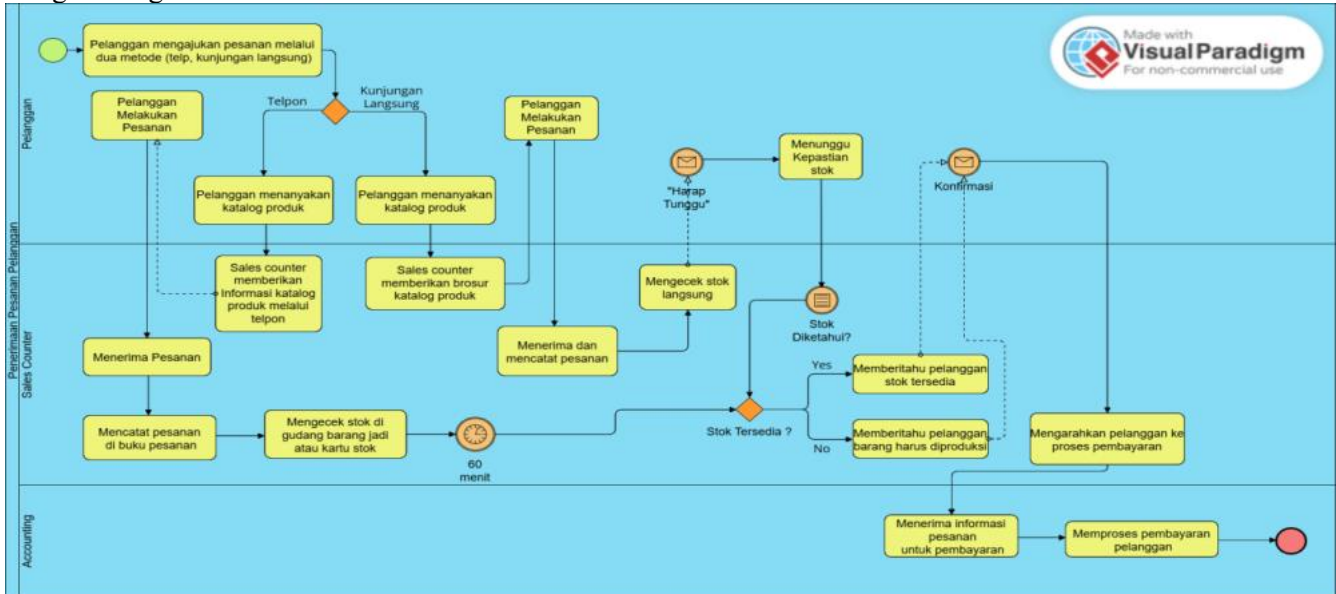 Made with
Visual Paradigm
For non-commercial use
Penerimaan Pesanan Pelanggan
Pelanggan
Pelanggan mengajukan pesanan melalui
dua metode (telp, kunjungan langsung)
Telpon
Kunjungan
Langsung
Pelanggan
Melakukan
Pesanan
Pelanggan
Melakukan
Pesanan
Pelanggan menanyakan
katalog produk
Pelanggan menanyakan
katalog produk
"Harap
Tunggu"
Menunggu
Kepastian
stok
Konfirmasi
Sales Counter
Sales counter
memberikan
Informasi katalog
produk melalui
telpon
Sales counter
memberikan brosur
katalog produk
Mengecek stok
langsung
Stok
Diketahui?
Menerima Pesanan
Menerima dan
mencatat pesanan
Yes
Memberitahu pelanggan
stok tersedia
Mencatat pesanan
di buku pesanan
Mengecek stok di
gudang barang jadi
atau kartu stok
60
menit
Stok Tersedia ?
No
Memberitahu pelanggan
barang harus diproduksi
Mengarahkan pelanggan ke
proses pembayaran
Accounting
Menerima informasi
pesanan
untuk pembayaran
Memproses pembayaran
pelanggan